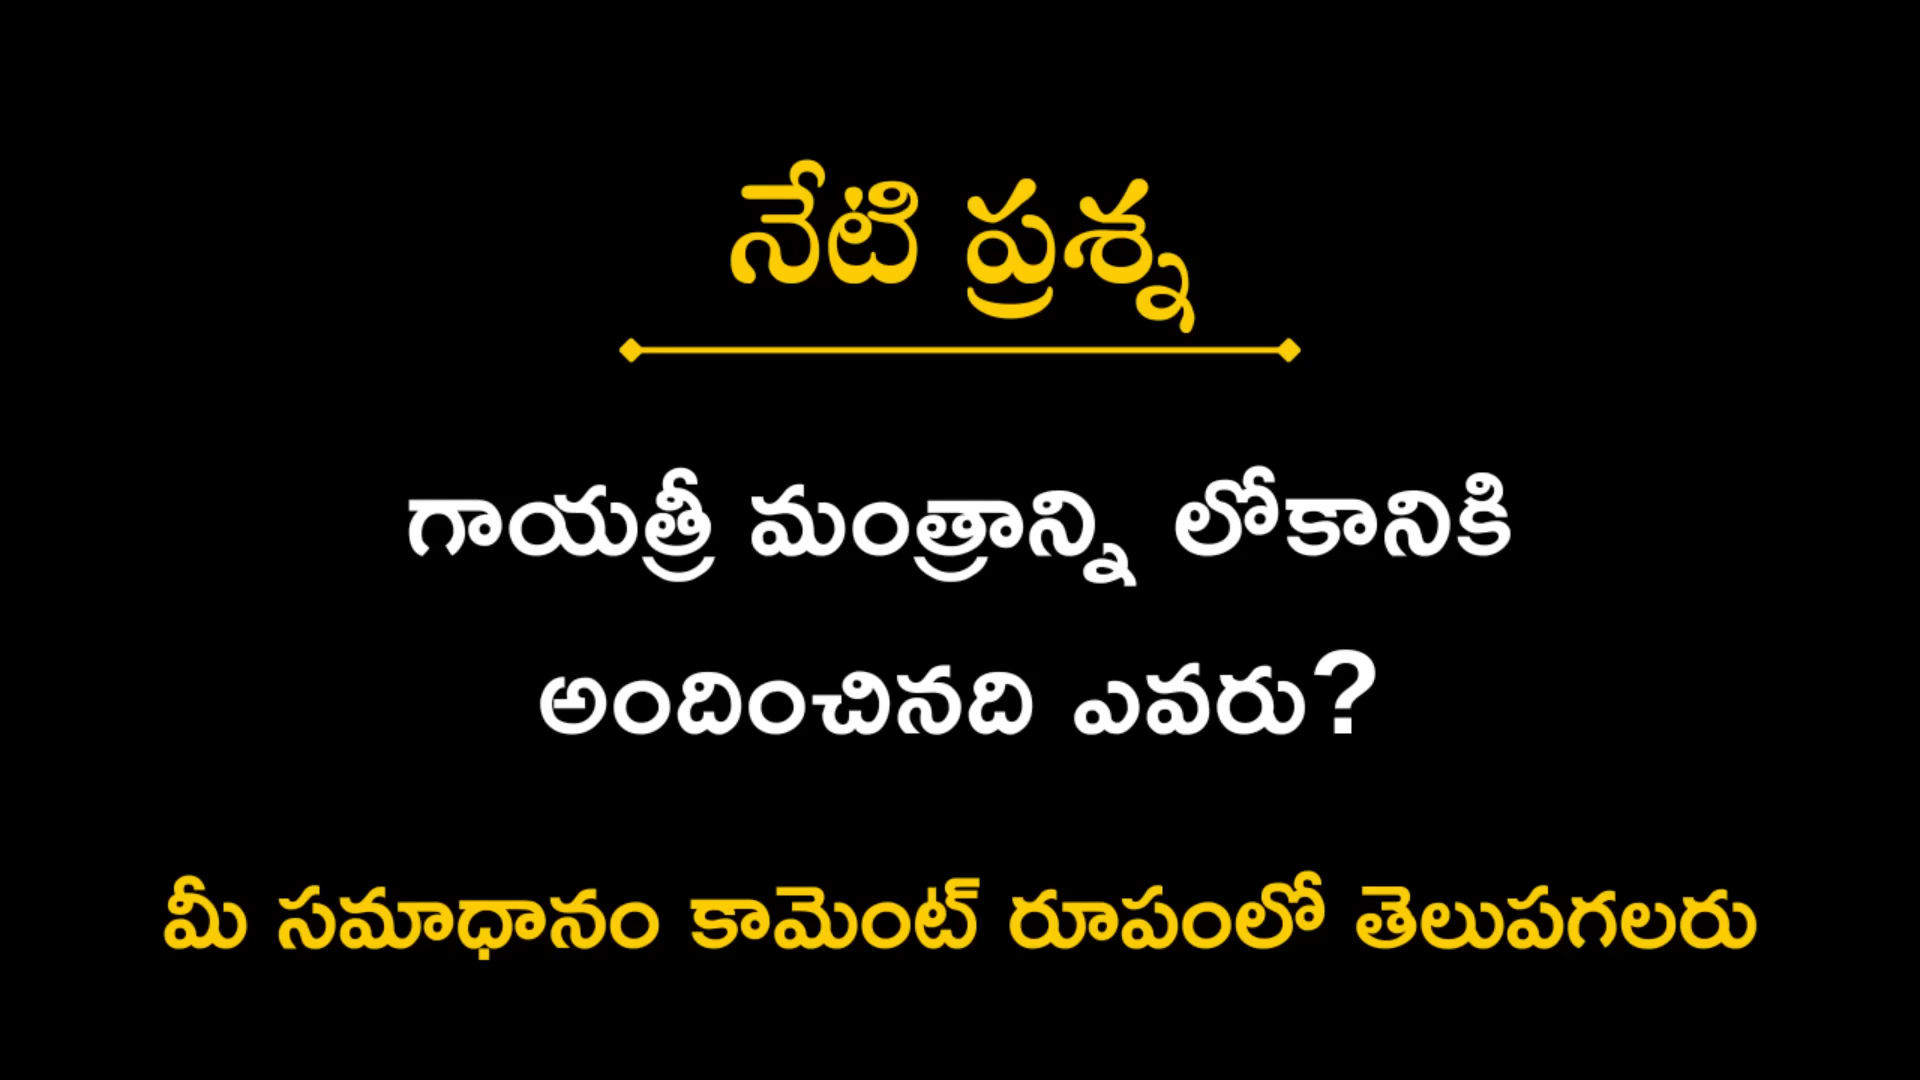 నేటి ప్రశ్న
గాయత్రీ మంత్రాన్ని లోకానికి
అందించినది ఎవరు?
మీ సమాధానం కామెంట్ రూపంలో తెలుపగలరు